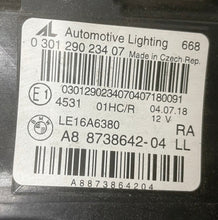 AL Automotive Lighting 668
0 301 290 234 07 Made in Czech.Rep.
0301290234070407180091
E1 4531 01HC/R 04.07.18
12 V
BMW LE16A6380 RA
A8 8738642-04 LL
A8873864204